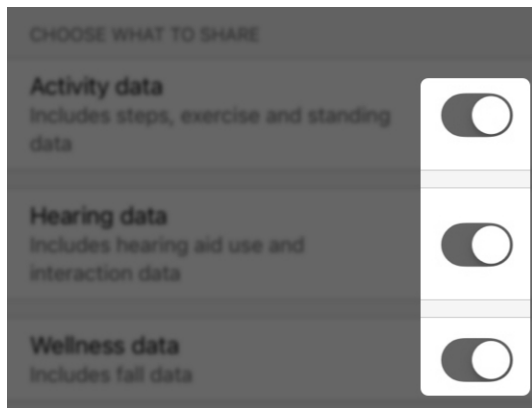 CHOOSE WHAT TO SHARE
Activity data
Includes steps, exercise and standing
data
Hearing data
Includes hearing aid use and
interaction data
Wellness data
Includes fall data